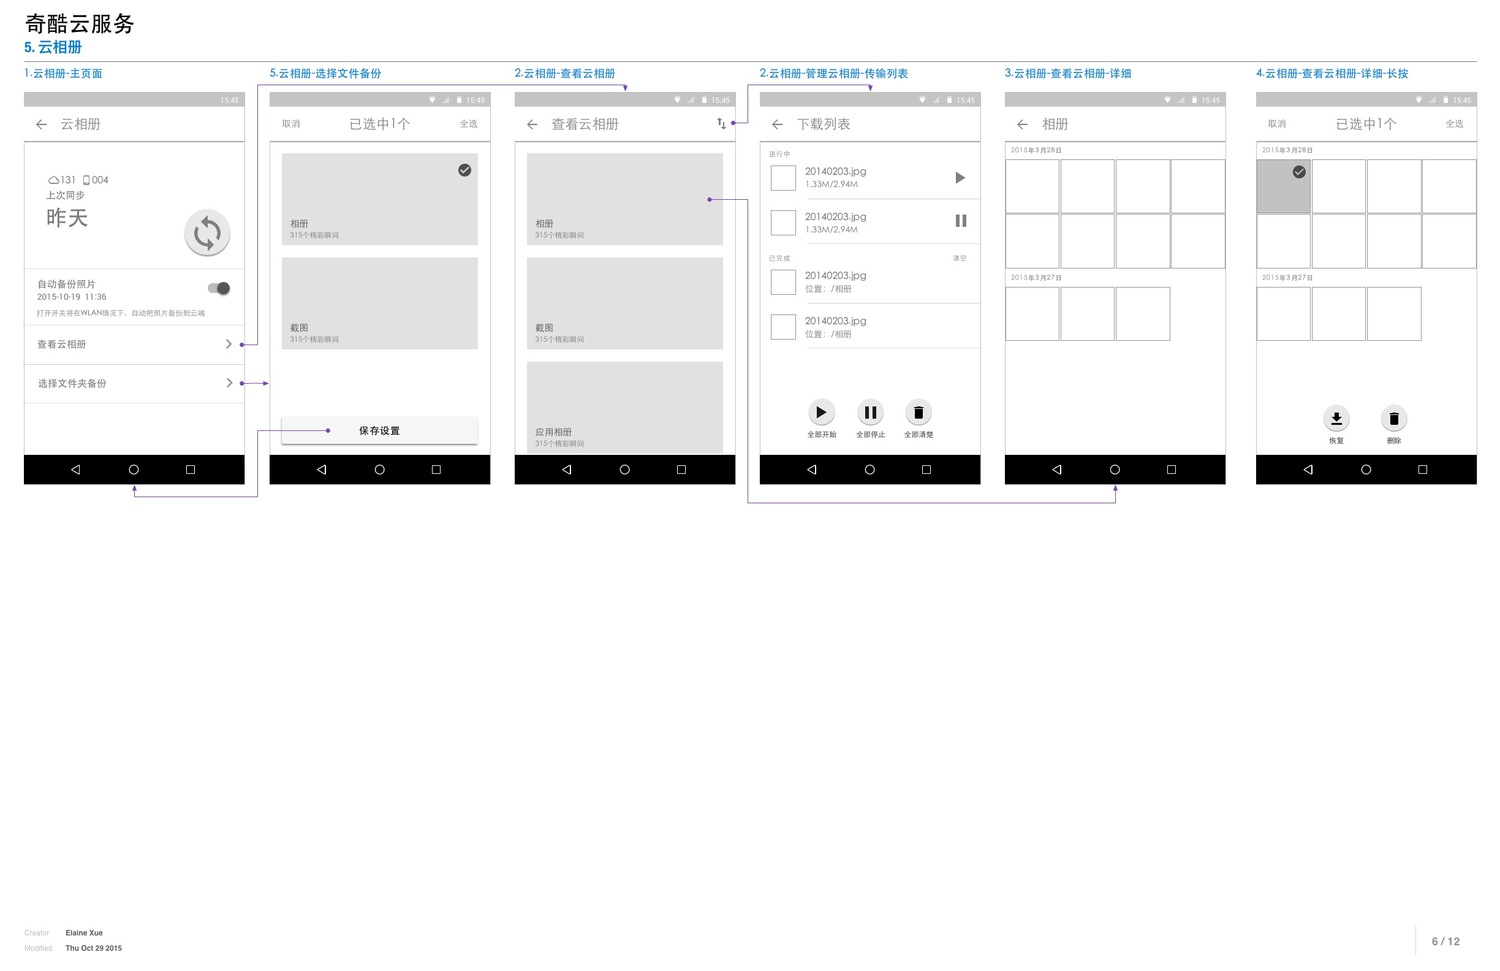 奇酷云服务
5. 云相册
1.云相册-主页面
15:45
云相册
131 004
上次同步
昨天
自动备份照片
2015-10-19 11:36
打开开关将在WLAN情况下、自动把照片备份到云端
查看云相册
选择文件夹备份
5.云相册-选择文件备份
15:45
取消 已选中1个 全选
相册
315个精彩瞬间
截图
315个精彩瞬间
保存设置
2.云相册-查看云相册
15:45
查看云相册
相册
315个精彩瞬间
截图
315个精彩瞬间
应用相册
315个精彩瞬间
2.云相册-管理云相册-传输列表
15:45
下载列表
进行中
20140203.jpg
1.33M/2.94M
20140203.jpg
1.33M/2.94M
已完成 清空
20140203.jpg
位置：/相册
20140203.jpg
位置：/相册
全部开始 全部停止 全部清楚
3.云相册-查看云相册-详细
15:45
相册
2015年3月28日
2015年3月27日
4.云相册-查看云相册-详细-长按
15:45
取消 已选中1个 全选
2015年3月28日
2015年3月27日
恢复 删除
Creator Elaine Xue
Modified Thu Oct 29 2015
6 / 12